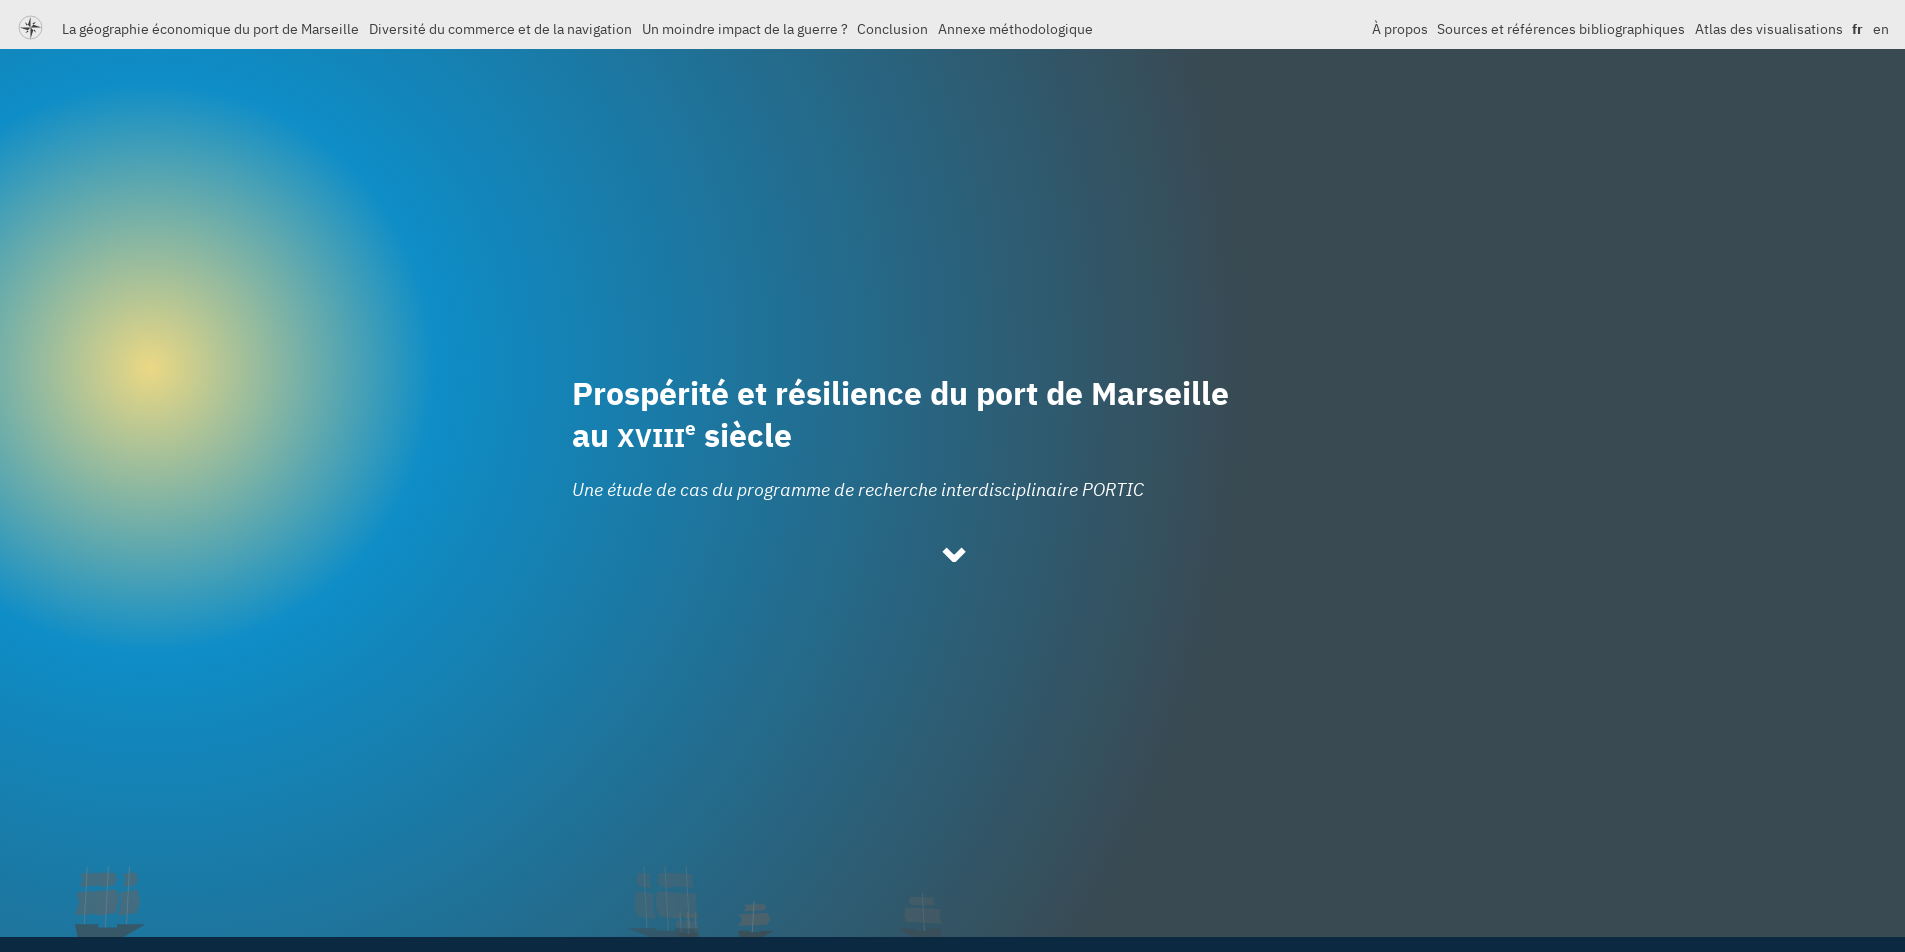 La géographie économique du port de Marseille Diversité du commerce et de la navigation Un moindre impact de la guerre ? Conclusion Annexe méthodologique À propos Sources et références bibliographiques Atlas des visualisations fr en
Prospérité et résilience du port de Marseille
au XVIIIe siècle
Une étude de cas du programme de recherche interdisciplinaire PORTIC